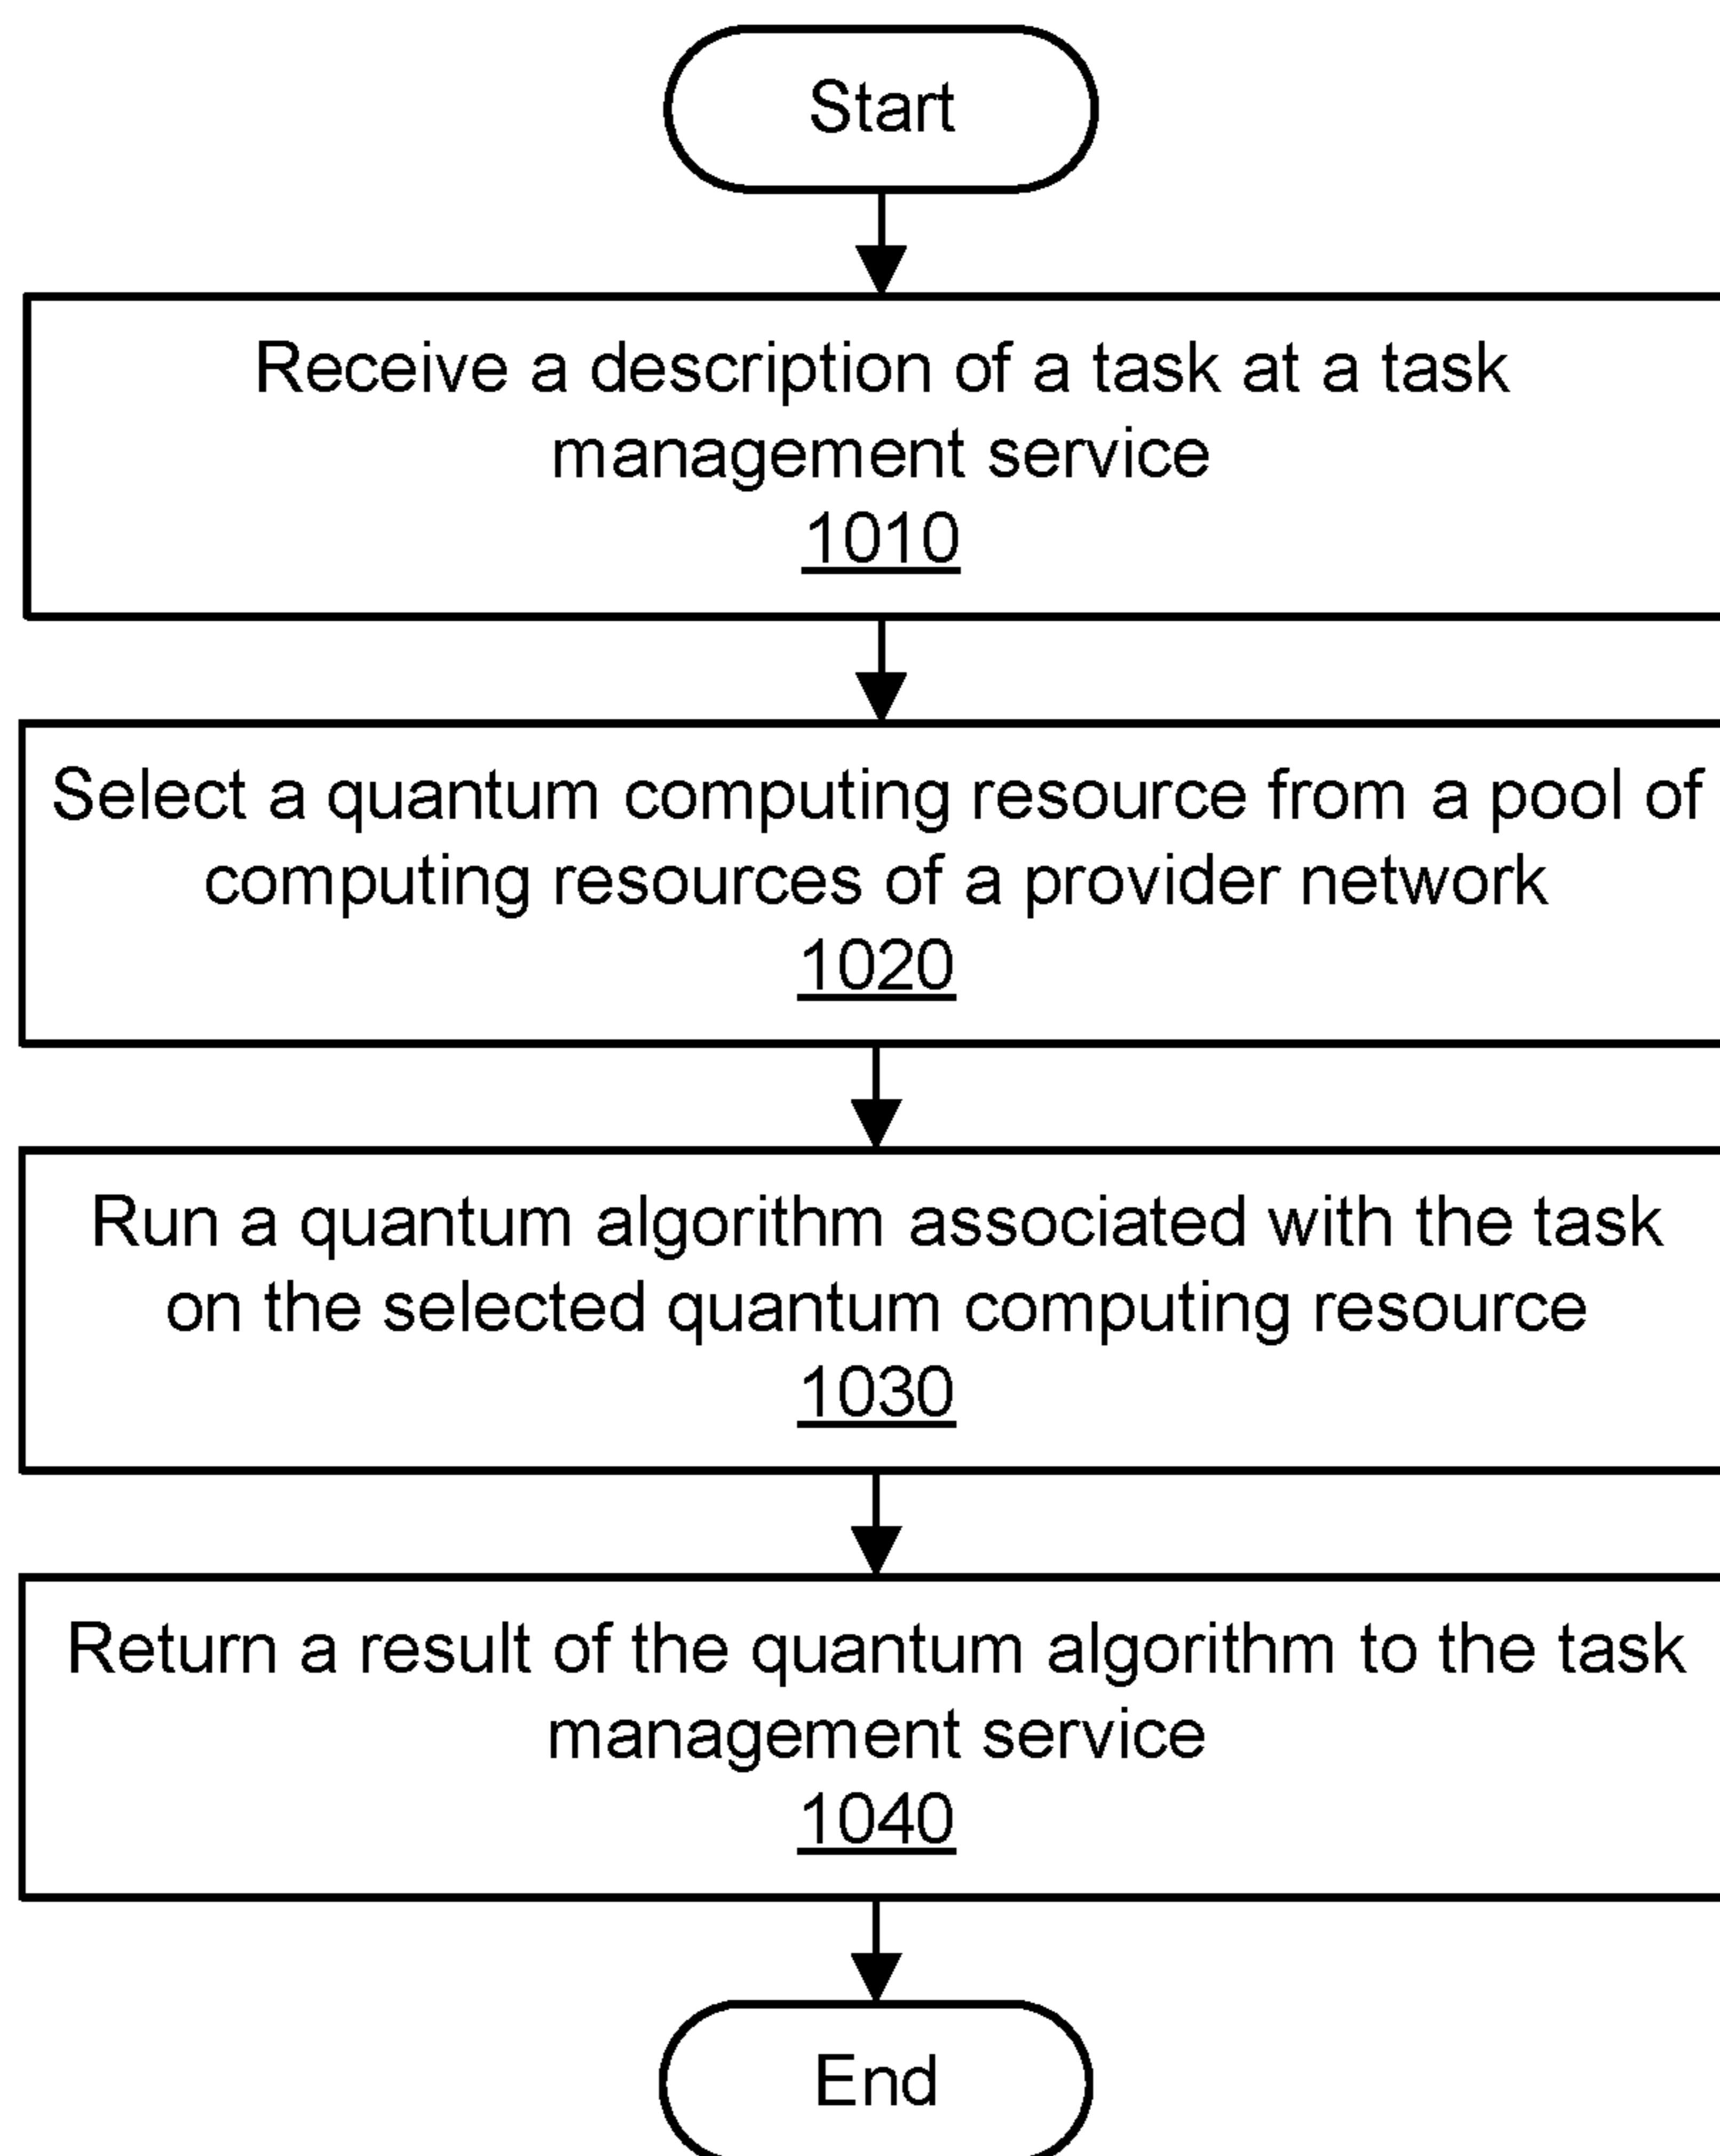 Start
Receive a description of a task at a task
management service
1010
Select a quantum computing resource from a pool of
computing resources of a provider network
1020
Run a quantum algorithm associated with the task
on the selected quantum computing resource
1030
Return a result of the quantum algorithm to the task
management service
1040
End